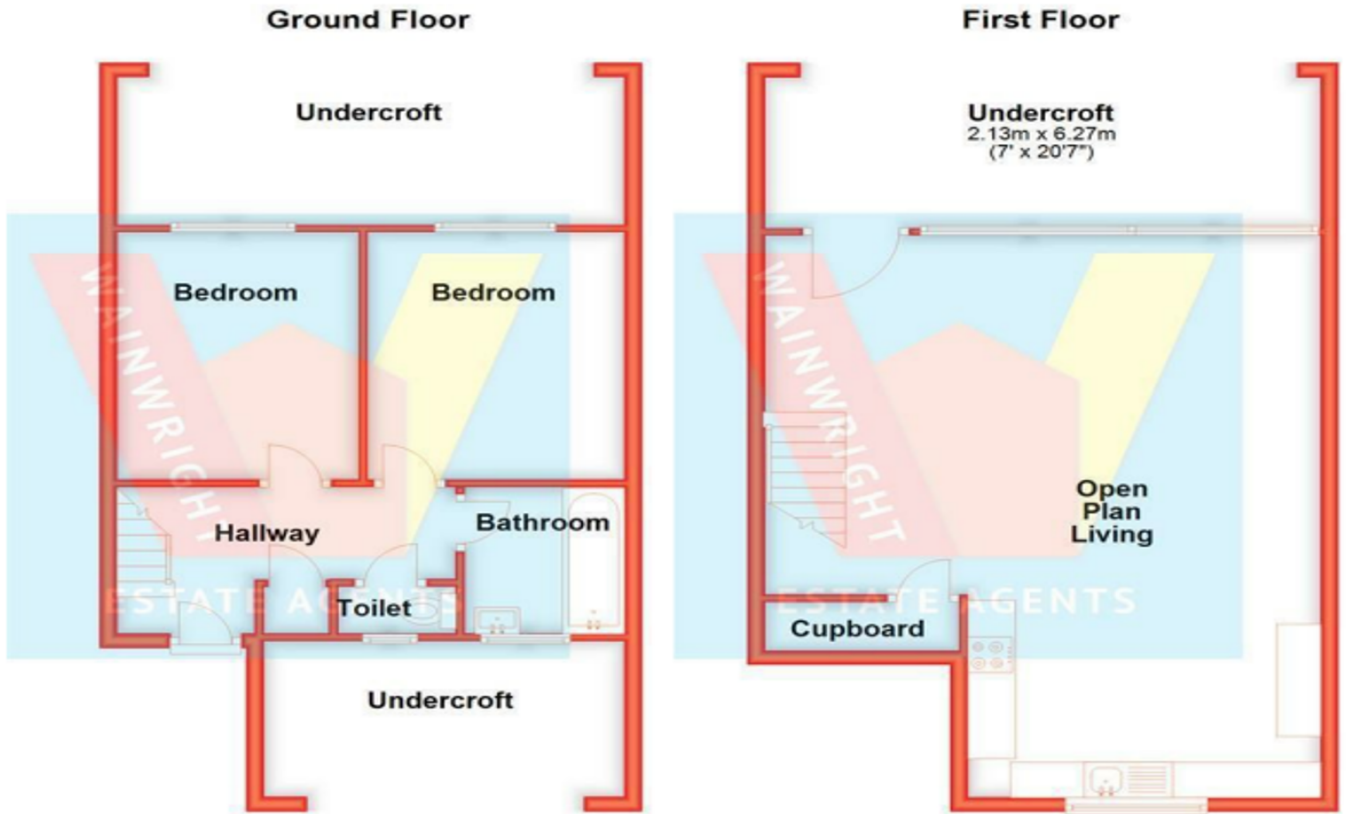 Ground Floor
Undercroft
Bedroom
Bedroom
Hallway
Bathroom
Toilet
Undercroft
WAINWRIGHT
ESTATE AGENTS
First Floor
Undercroft
2.13m x 6.27m
(7' x 20'7")
Open
Plan
Living
Cupboard
WAINWRIGHT
ESTATE AGENTS